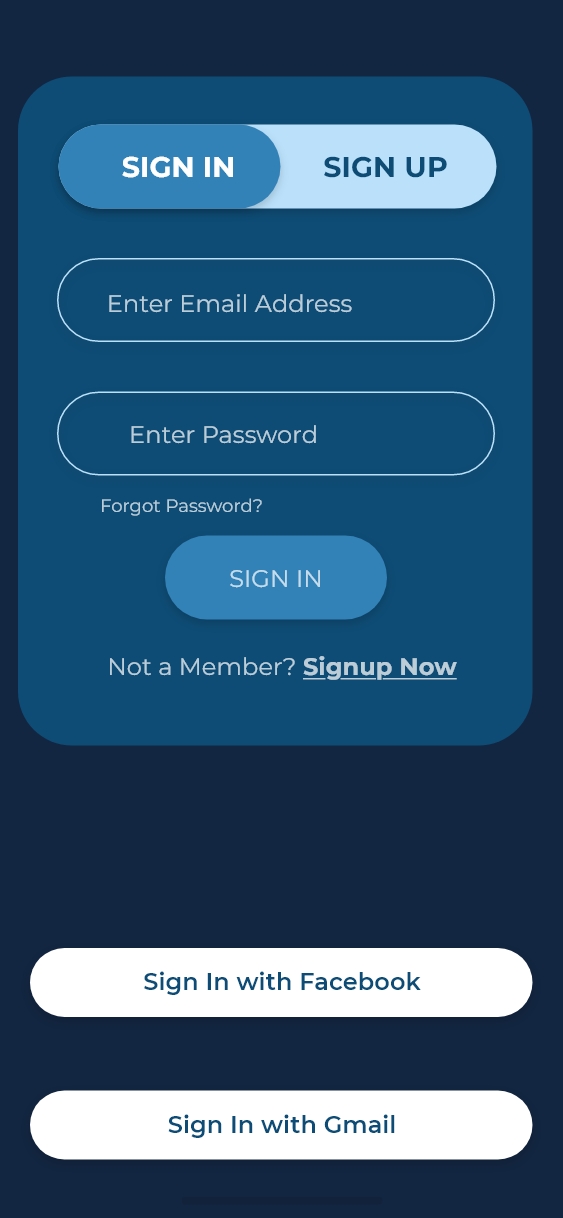 SIGN IN
SIGN UP
Enter Email Address
Enter Password
Forgot Password?
SIGN IN
Not a Member? Signup Now
Sign In with Facebook
Sign In with Gmail